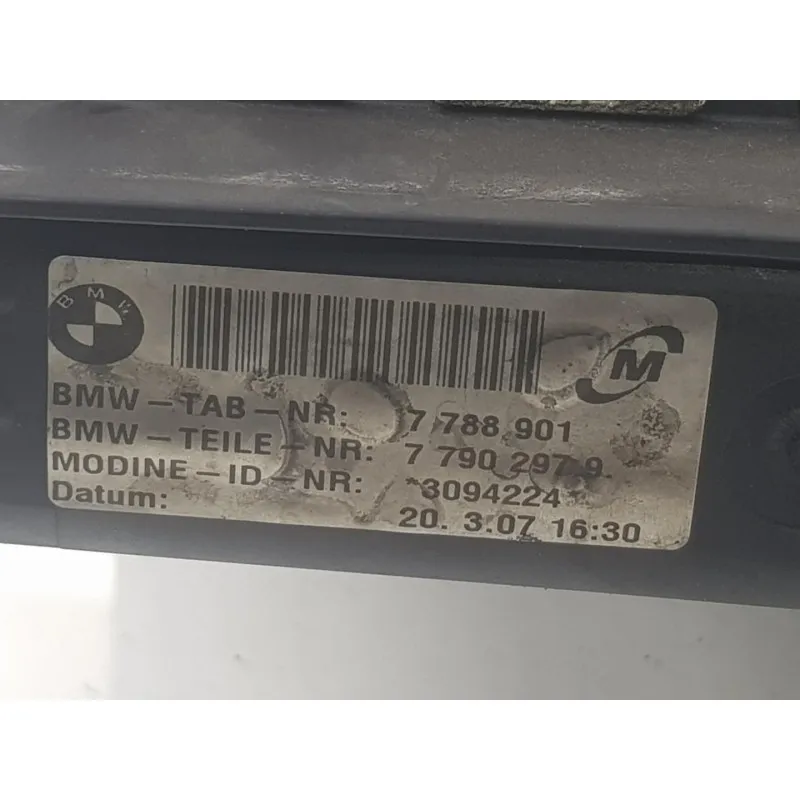 BMW
M
BMW-TAB-NR: 7 788 901
BMW-TEILE-NR: 7 790 297.9
MODINE-ID-NR: *3094224*
Datum: 20. 3.07 16:30